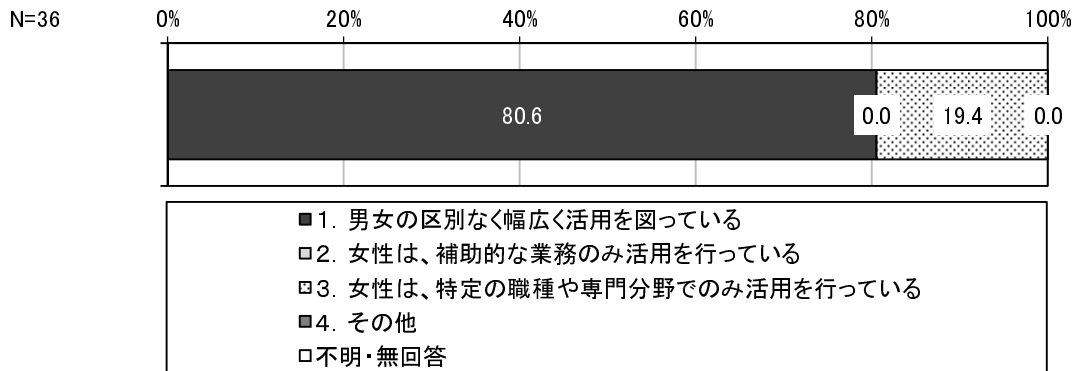 N=36
0% 20% 40% 60% 80% 100%
80.6 0.0 19.4 0.0
1．男女の区別なく幅広く活用を図っている
2．女性は、補助的な業務のみ活用を行っている
3．女性は、特定の職種や専門分野でのみ活用を行っている
4．その他
不明・無回答